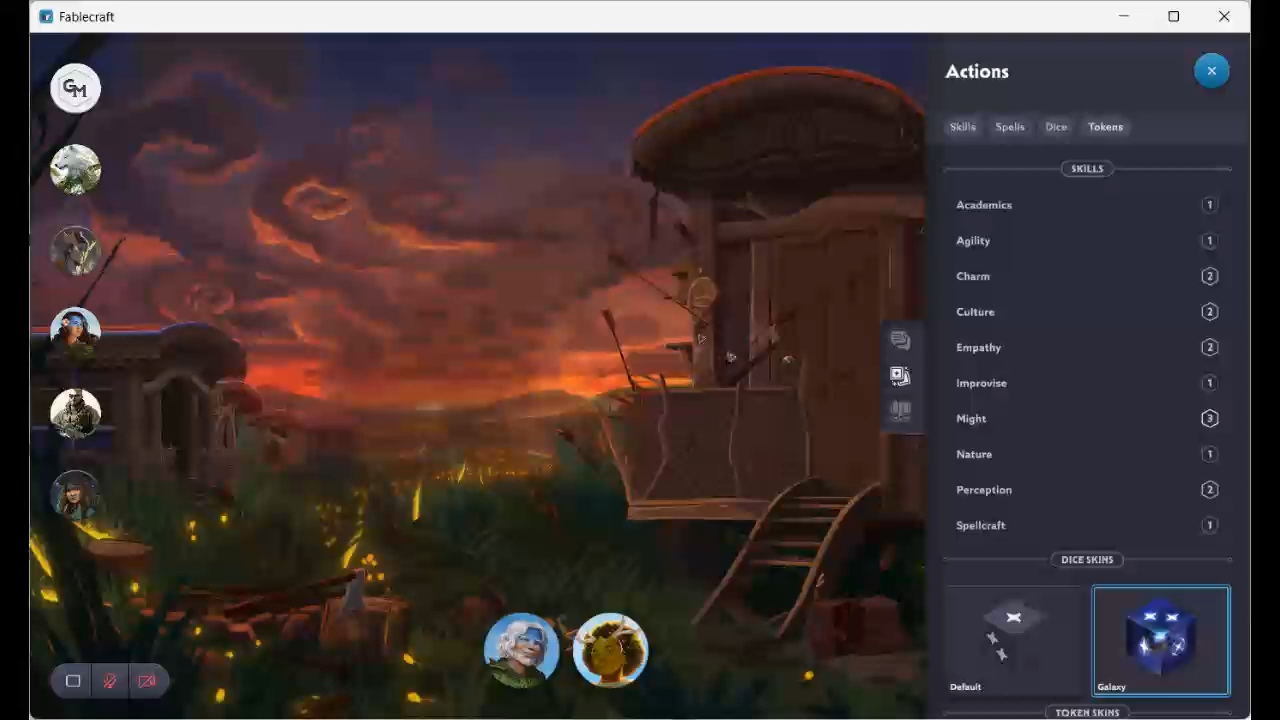 Fablecraft
GM
Actions
Skills Spells Dice Tokens
SKILLS
Academics 1
Agility 1
Charm 2
Culture 2
Empathy 2
Improvise 1
Might 3
Nature 1
Perception 2
Spellcraft 1
DICE SKINS
Default Galaxy
TOKEN SKINS